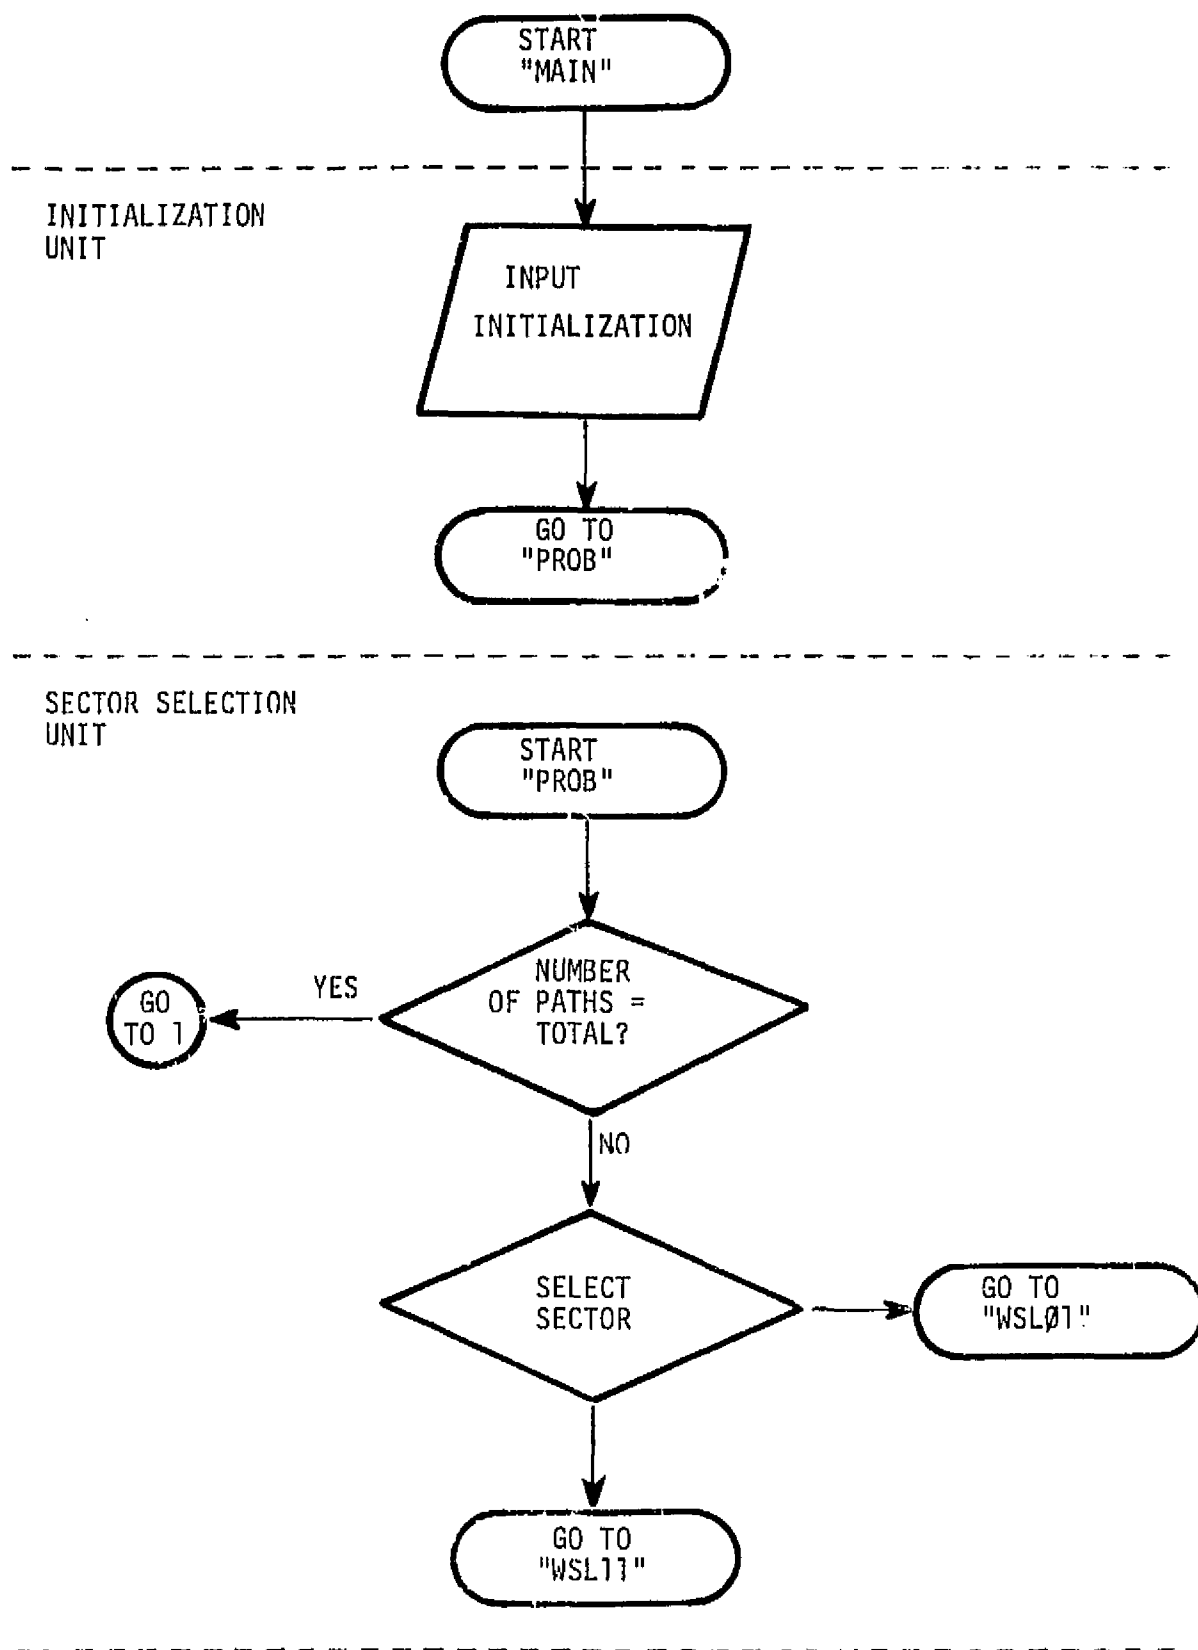 START
"MAIN"
INITIALIZATION
UNIT
INPUT
INITIALIZATION
GO TO
"PROB"
SECTOR SELECTION
UNIT
START
"PROB"
NUMBER
OF PATHS =
TOTAL?
YES
GO
TO 1
NO
SELECT
SECTOR
GO TO
"WSLØ1"
GO TO
"WSL11"